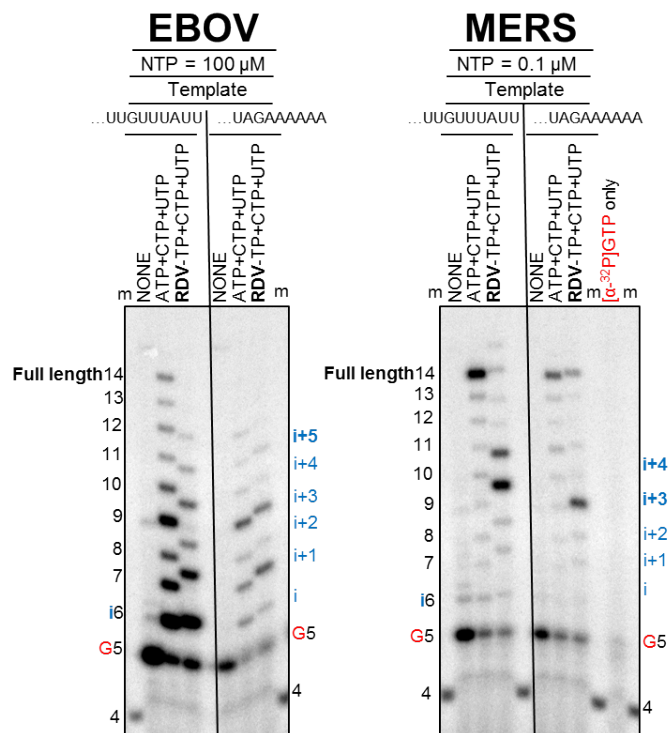 EBOV
NTP = 100 µM
Template
...UUGUUUAUU ...UAGAAAAAA
m
NONE
ATP+CTP+UTP
RDV-TP+CTP+UTP
NONE
ATP+CTP+UTP
RDV-TP+CTP+UTP
m
Full length 14
13
12
11
10
9
8
7
i6
G5
4
i+5
i+4
i+3
i+2
i+1
i
G5
4
MERS
NTP = 0.1 µM
Template
...UUGUUUAUU ...UAGAAAAAA
m
NONE
ATP+CTP+UTP
RDV-TP+CTP+UTP
m
NONE
ATP+CTP+UTP
RDV-TP+CTP+UTP
m
[α-³²P]GTP only
m
Full length 14
13
12
11
10
9
8
7
i6
G5
4
i+4
i+3
i+2
i+1
i
G5
4